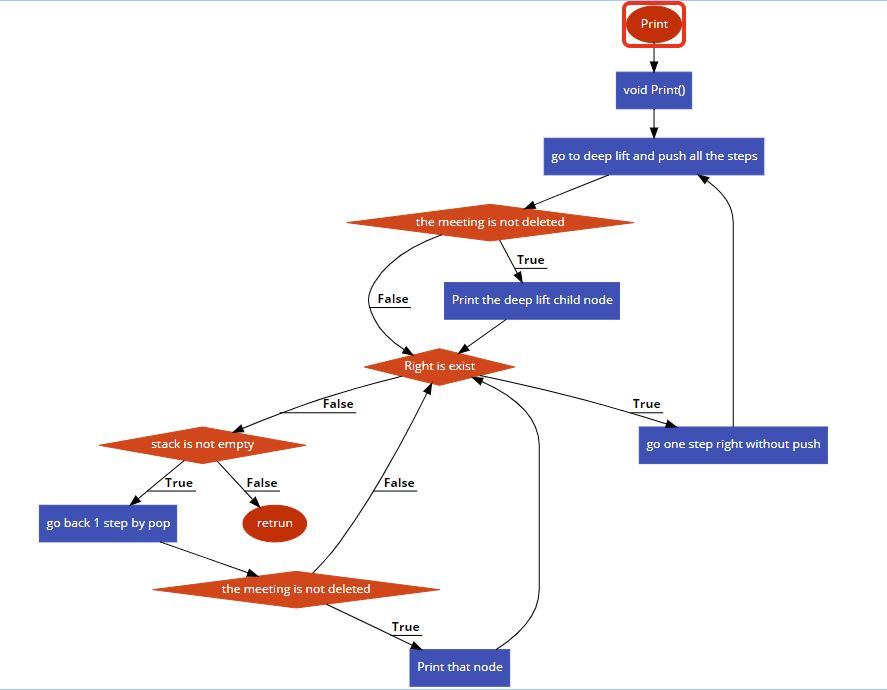 Print
void Print()
go to deep lift and push all the steps
the meeting is not deleted
True
False
Print the deep lift child node
Right is exist
False
True
stack is not empty
go one step right without push
True
False
False
go back 1 step by pop
retrun
the meeting is not deleted
True
Print that node